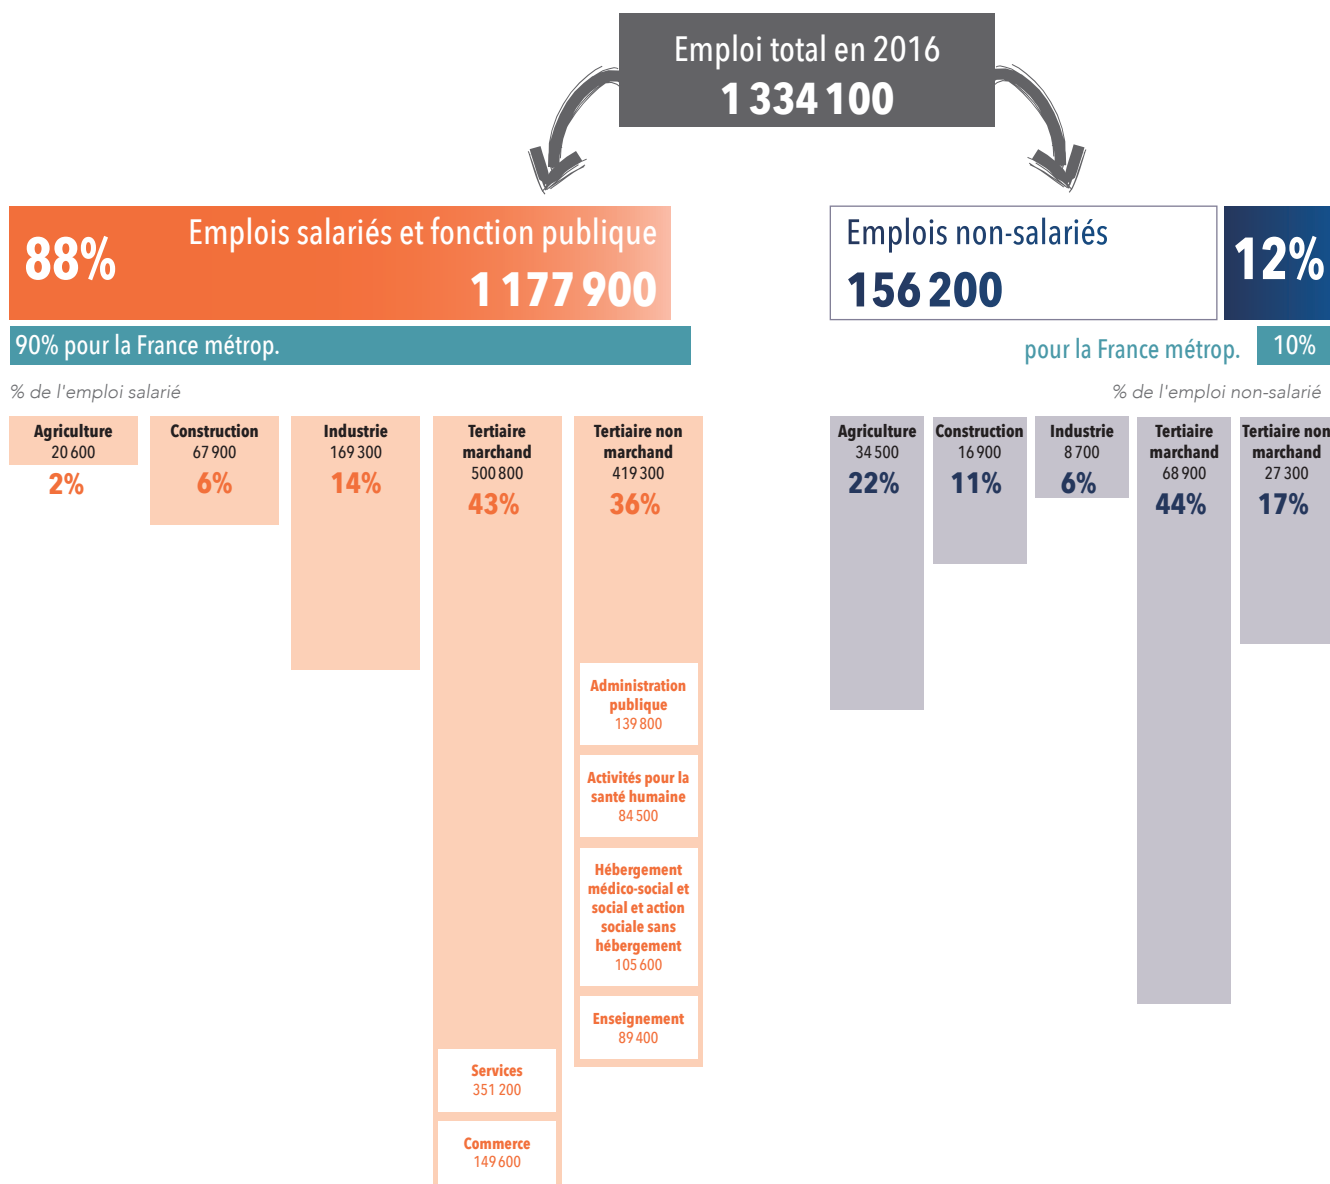 Emploi total en 2016
1 334 100
88%
Emplois salariés et fonction publique
1 177 900
90% pour la France métrop.
% de l'emploi salarié
Agriculture
20 600
2%
Construction
67 900
6%
Industrie
169 300
14%
Tertiaire
marchand
500 800
43%
Services
351 200
Commerce
149 600
Tertiaire non
marchand
419 300
36%
Administration
publique
139 800
Activités pour la
santé humaine
84 500
Hébergement
médico-social et
social et action
sociale sans
hébergement
105 600
Enseignement
89 400
Emplois non-salariés
156 200
12%
pour la France métrop.
10%
% de l'emploi non-salarié
Agriculture
34 500
22%
Construction
16 900
11%
Industrie
8 700
6%
Tertiaire
marchand
68 900
44%
Tertiaire non
marchand
27 300
17%